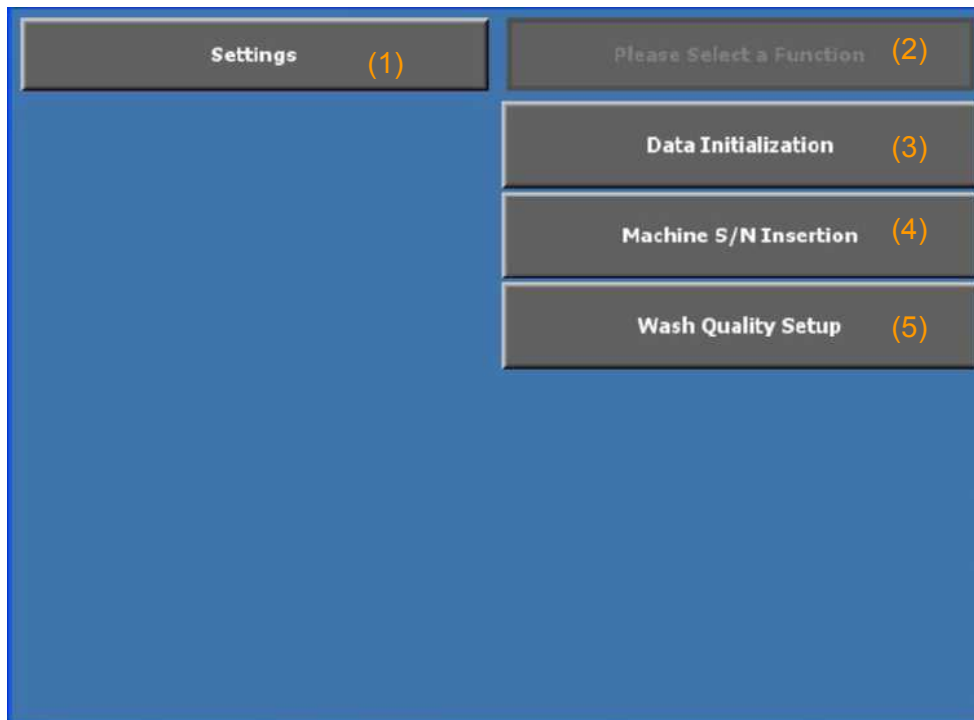 Settings (1)
Please Select a Function (2)
Data Initialization (3)
Machine S/N Insertion (4)
Wash Quality Setup (5)